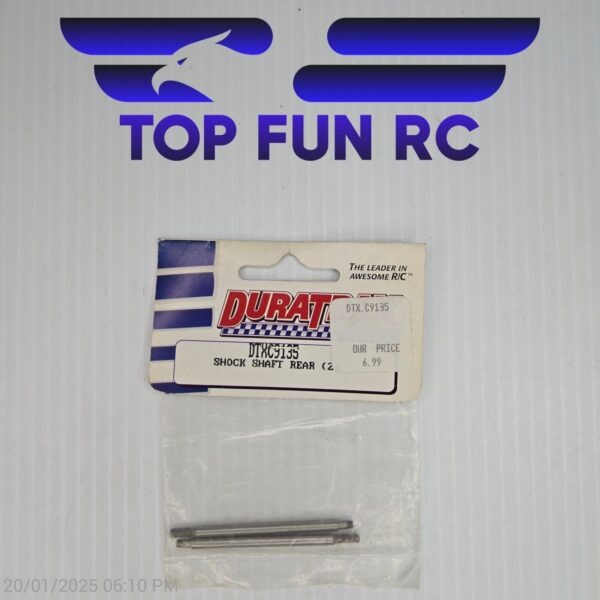 TOP FUN RC
THE LEADER IN
AWESOME R/C™
DTX.C9135
OUR PRICE
6.99
DTXC9135
SHOCK SHAFT REAR (2
20/01/2025 06:10 PM